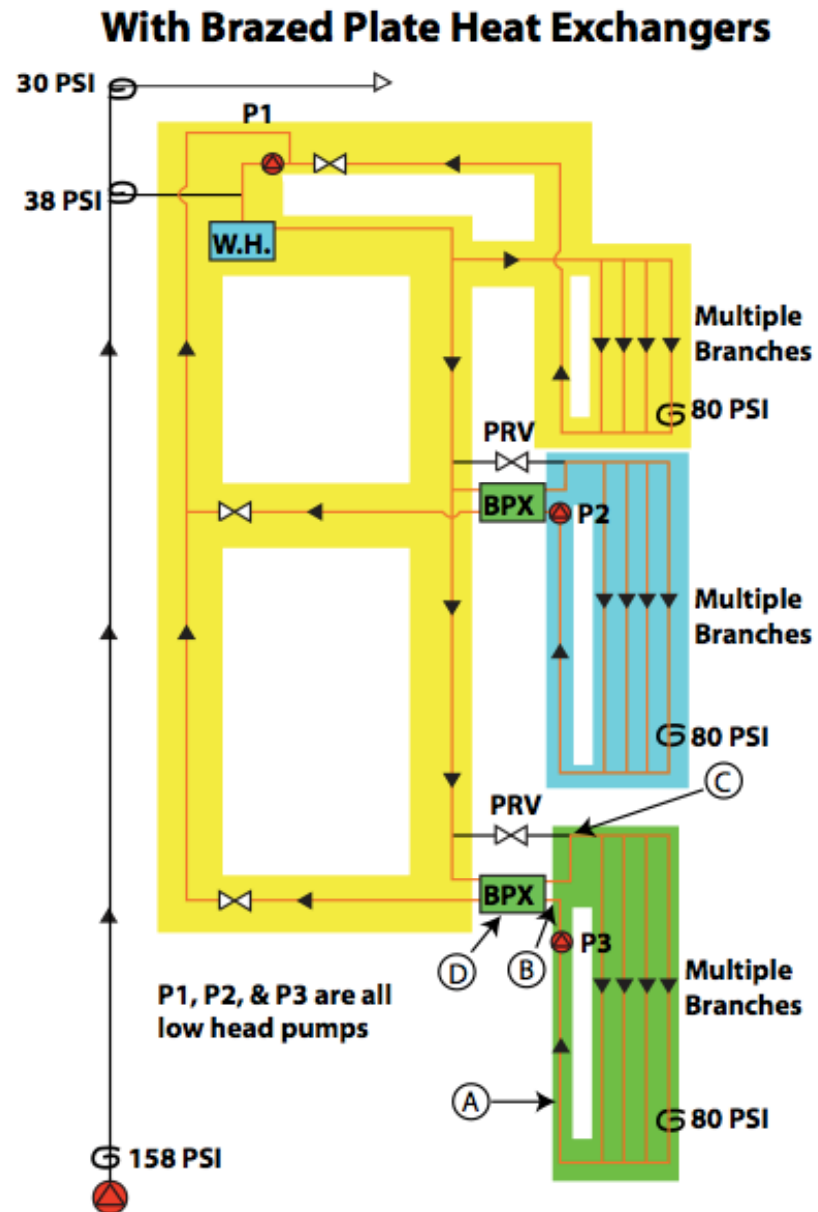 With Brazed Plate Heat Exchangers
30 PSI
P1
38 PSI
W.H.
Multiple
Branches
80 PSI
PRV
BPX
P2
Multiple
Branches
80 PSI
C
PRV
BPX
P3
D
B
Multiple
Branches
P1, P2, & P3 are all
low head pumps
A
80 PSI
158 PSI